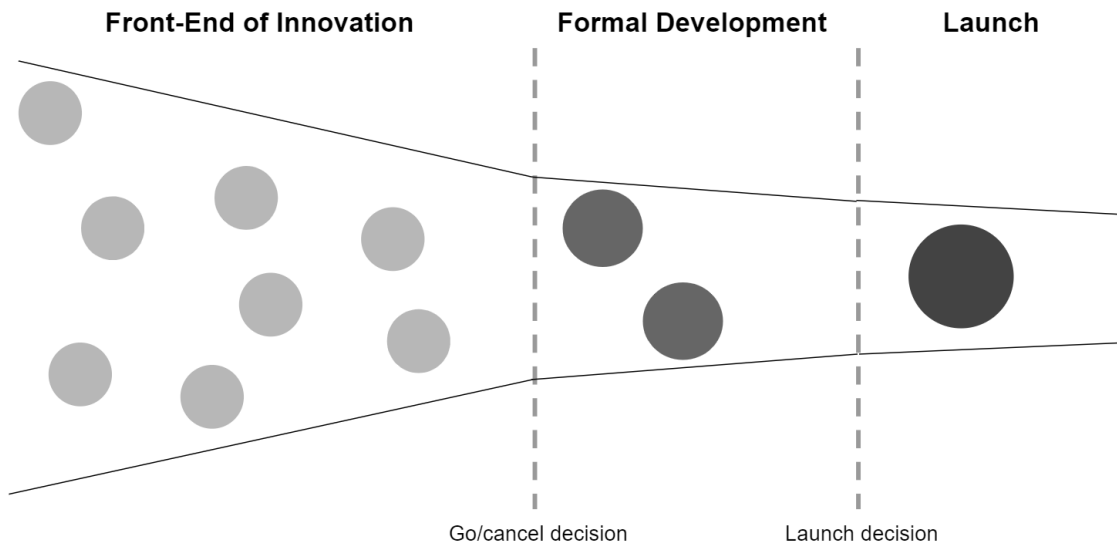 Front-End of Innovation
Formal Development
Launch
Go/cancel decision
Launch decision